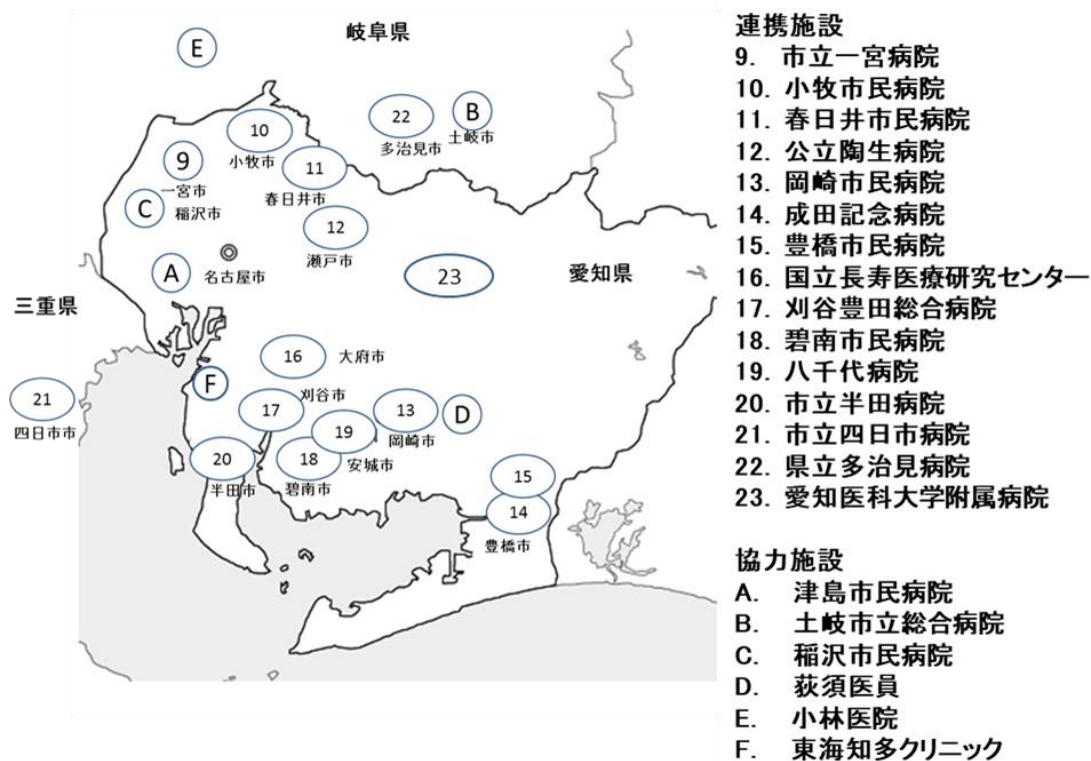 岐阜県
E
22
B
多治見市
土岐市
10
小牧市
9
一宮市
11
春日井市
C
稲沢市
12
瀬戸市
A
名古屋市
23
愛知県
三重県
16
大府市
F
21
四日市市
刈谷市
17
19
安城市
13
岡崎市
D
20
半田市
18
碧南市
15
14
豊橋市
連携施設
9. 市立一宮病院
10. 小牧市民病院
11. 春日井市民病院
12. 公立陶生病院
13. 岡崎市民病院
14. 成田記念病院
15. 豊橋市民病院
16. 国立長寿医療研究センター
17. 刈谷豊田総合病院
18. 碧南市民病院
19. 八千代病院
20. 市立半田病院
21. 市立四日市病院
22. 県立多治見病院
23. 愛知医科大学附属病院
協力施設
A. 津島市民病院
B. 土岐市立総合病院
C. 稲沢市民病院
D. 荻須医員
E. 小林医院
F. 東海知多クリニック